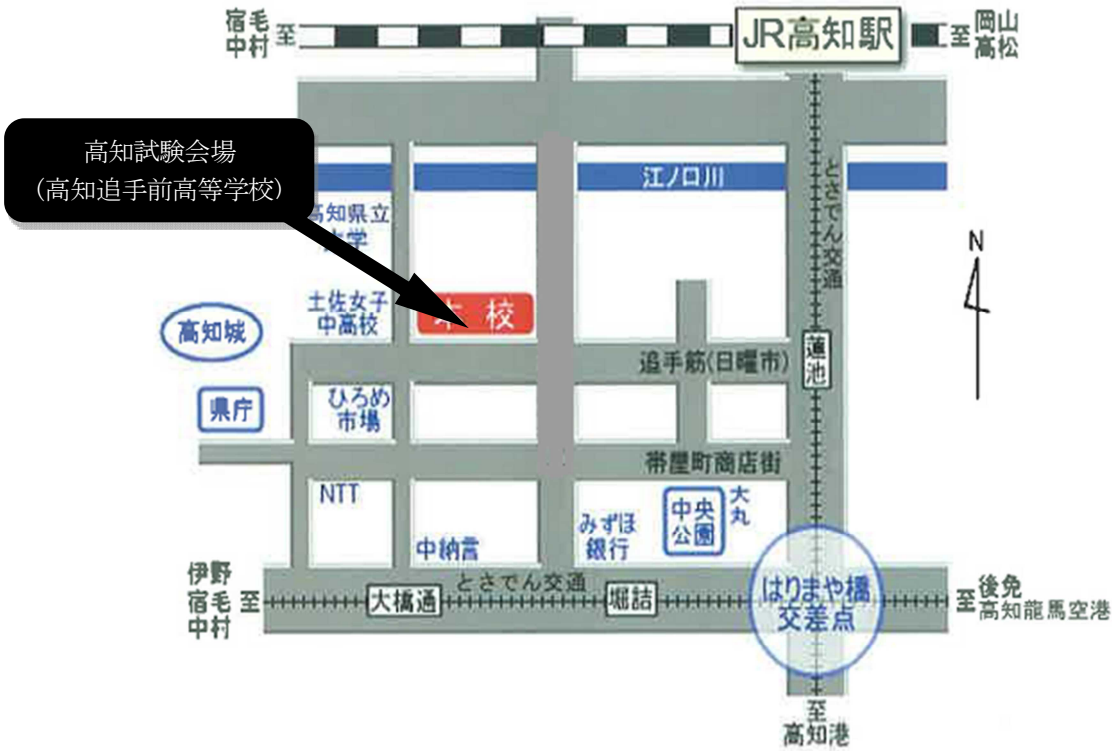 宿毛
中村
至
JR高知駅
至
岡山
高松
高知試験会場
(高知追手前高等学校)
江ノ口川
とさでん交通
高知県立
大学
N
土佐女子
中高校
本校
高知城
蓮池
追手筋(日曜市)
県庁
ひろめ
市場
帯屋町商店街
NTT
中納言
みずほ
銀行
中央
公園
大丸
伊野
宿毛
中村
至
とさでん交通
大橋通
堀詰
はりまや橋
交差点
至
後免
高知龍馬空港
至
高知港